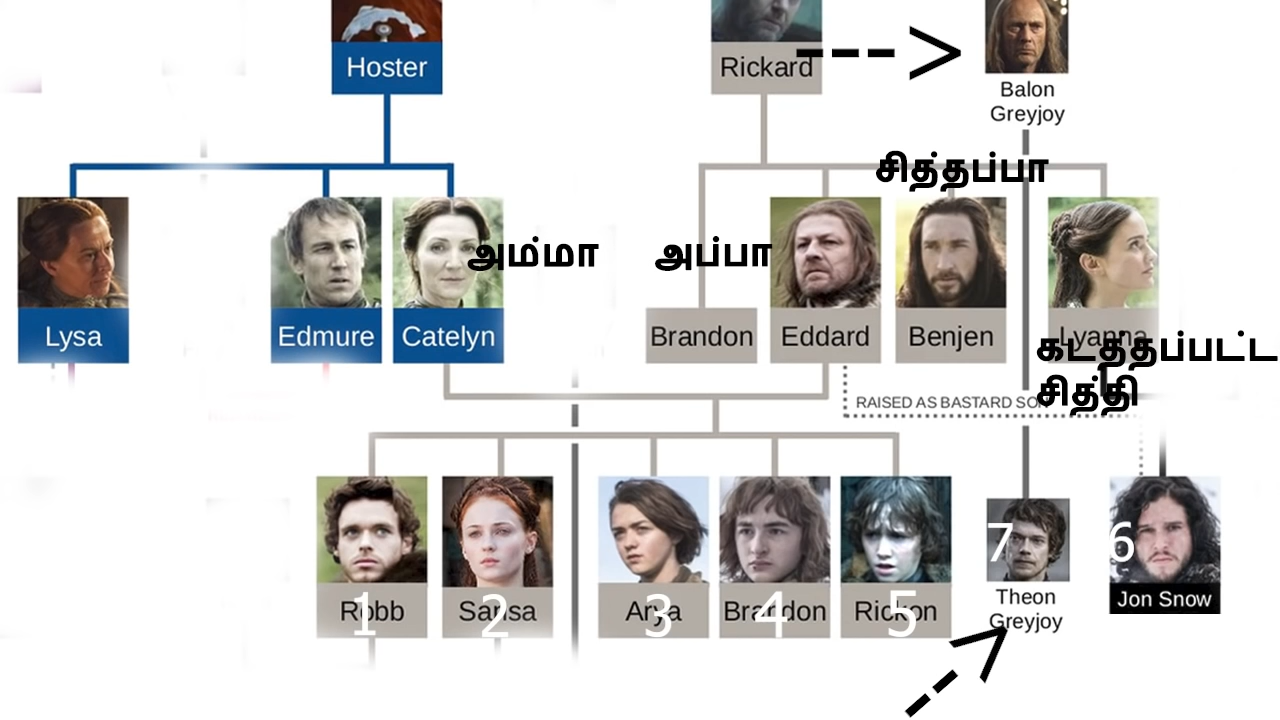 Hoster
Rickard
Balon
Greyjoy
சித்தப்பா
அம்மா
அப்பா
Lysa
Edmure
Catelyn
Brandon
Eddard
Benjen
Lyanna
கடத்தப்பட்ட
சித்தி
RAISED AS BASTARD SON
7
6
Robb
Sansa
Arya
Brandon
Rickon
1
2
3
4
5
Theon
Greyjoy
Jon Snow